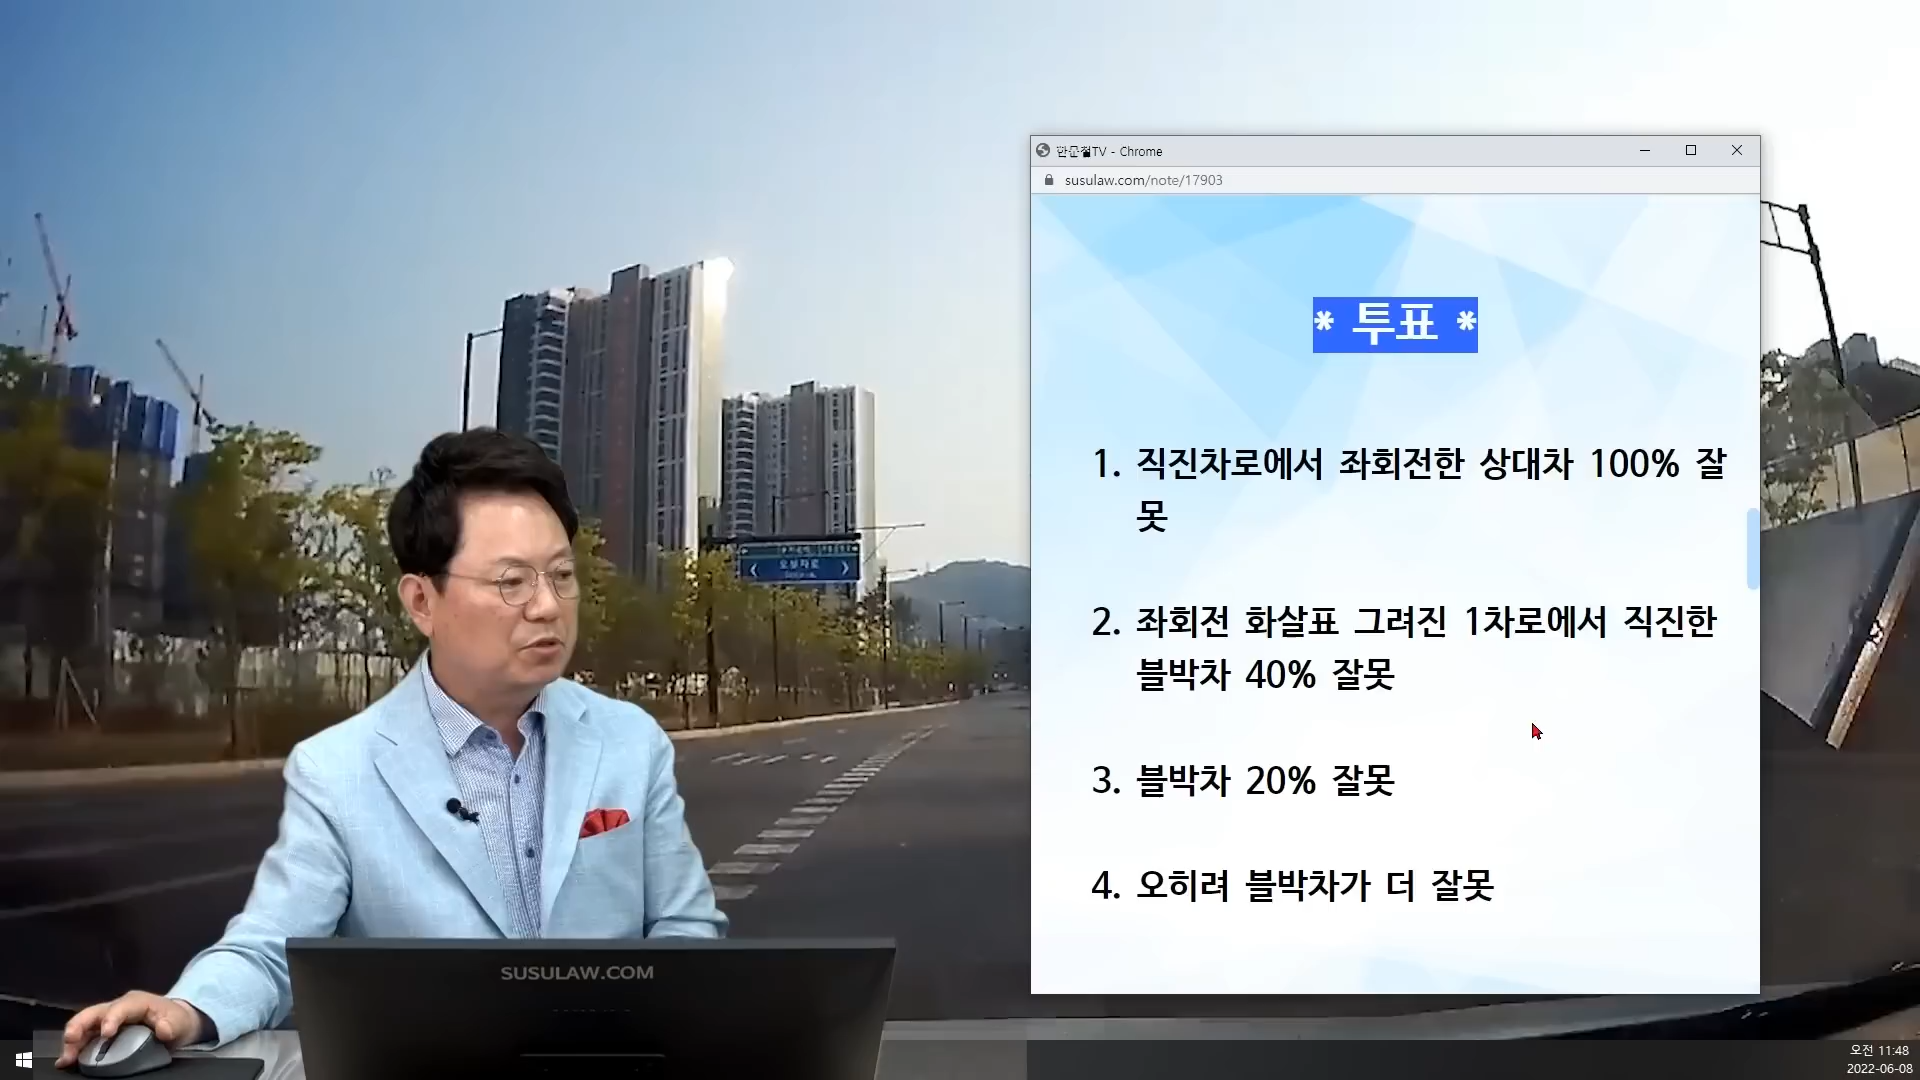 한문철TV - Chrome
susulaw.com/note/17903
* 투표 *
1. 직진차로에서 좌회전한 상대차 100% 잘
못
2. 좌회전 화살표 그려진 1차로에서 직진한
블박차 40% 잘못
3. 블박차 20% 잘못
4. 오히려 블박차가 더 잘못
SUSULAW.COM
오전 11:48
2022-06-08